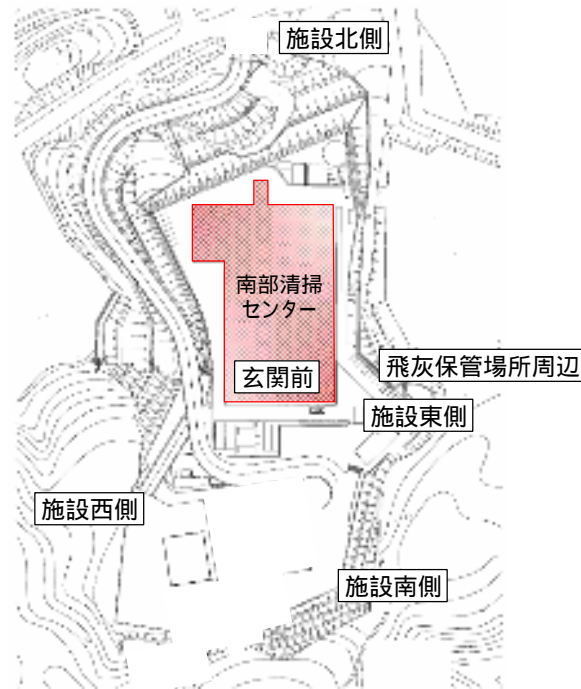 施設北側
南部清掃
センター
玄関前
飛灰保管場所周辺
施設東側
施設西側
施設南側